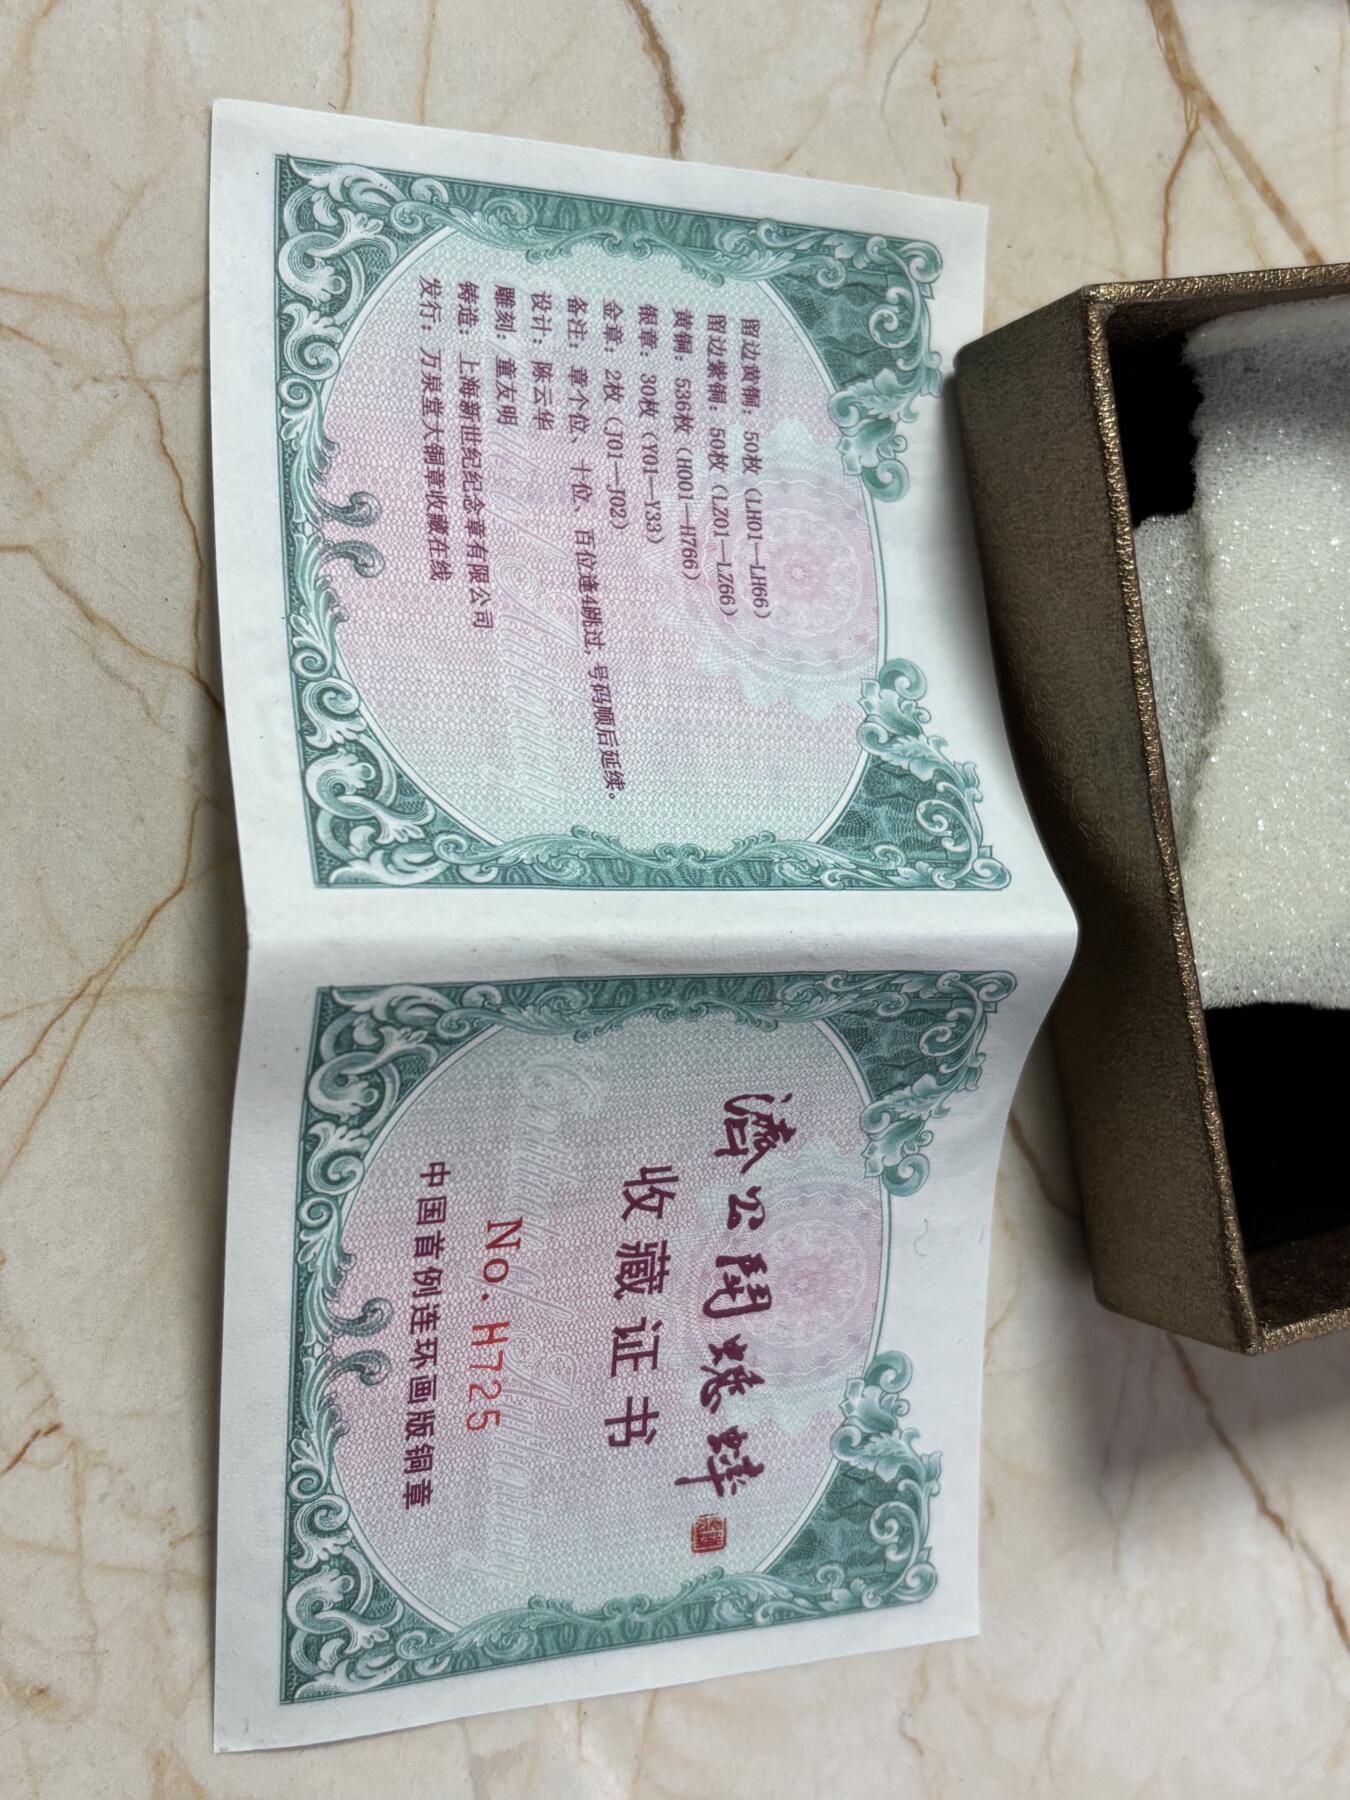 留边黄铜：50枚（LH01—LH66）
留边紫铜：50枚（LZ01—LZ66）
黄铜：536枚（H001—H766）
银章：30枚（Y01—Y33）
金章：2枚（J01—J02）
备注：章个位、十位、百位逢4跳过，号码顺后延续。
设计：陈云华
雕刻：童友明
铸造：上海新世纪纪念章有限公司
发行：万泉堂大铜章收藏在线
濟公鬧蟋蟀
收藏证书
No. H725
中国首例连环画版铜章